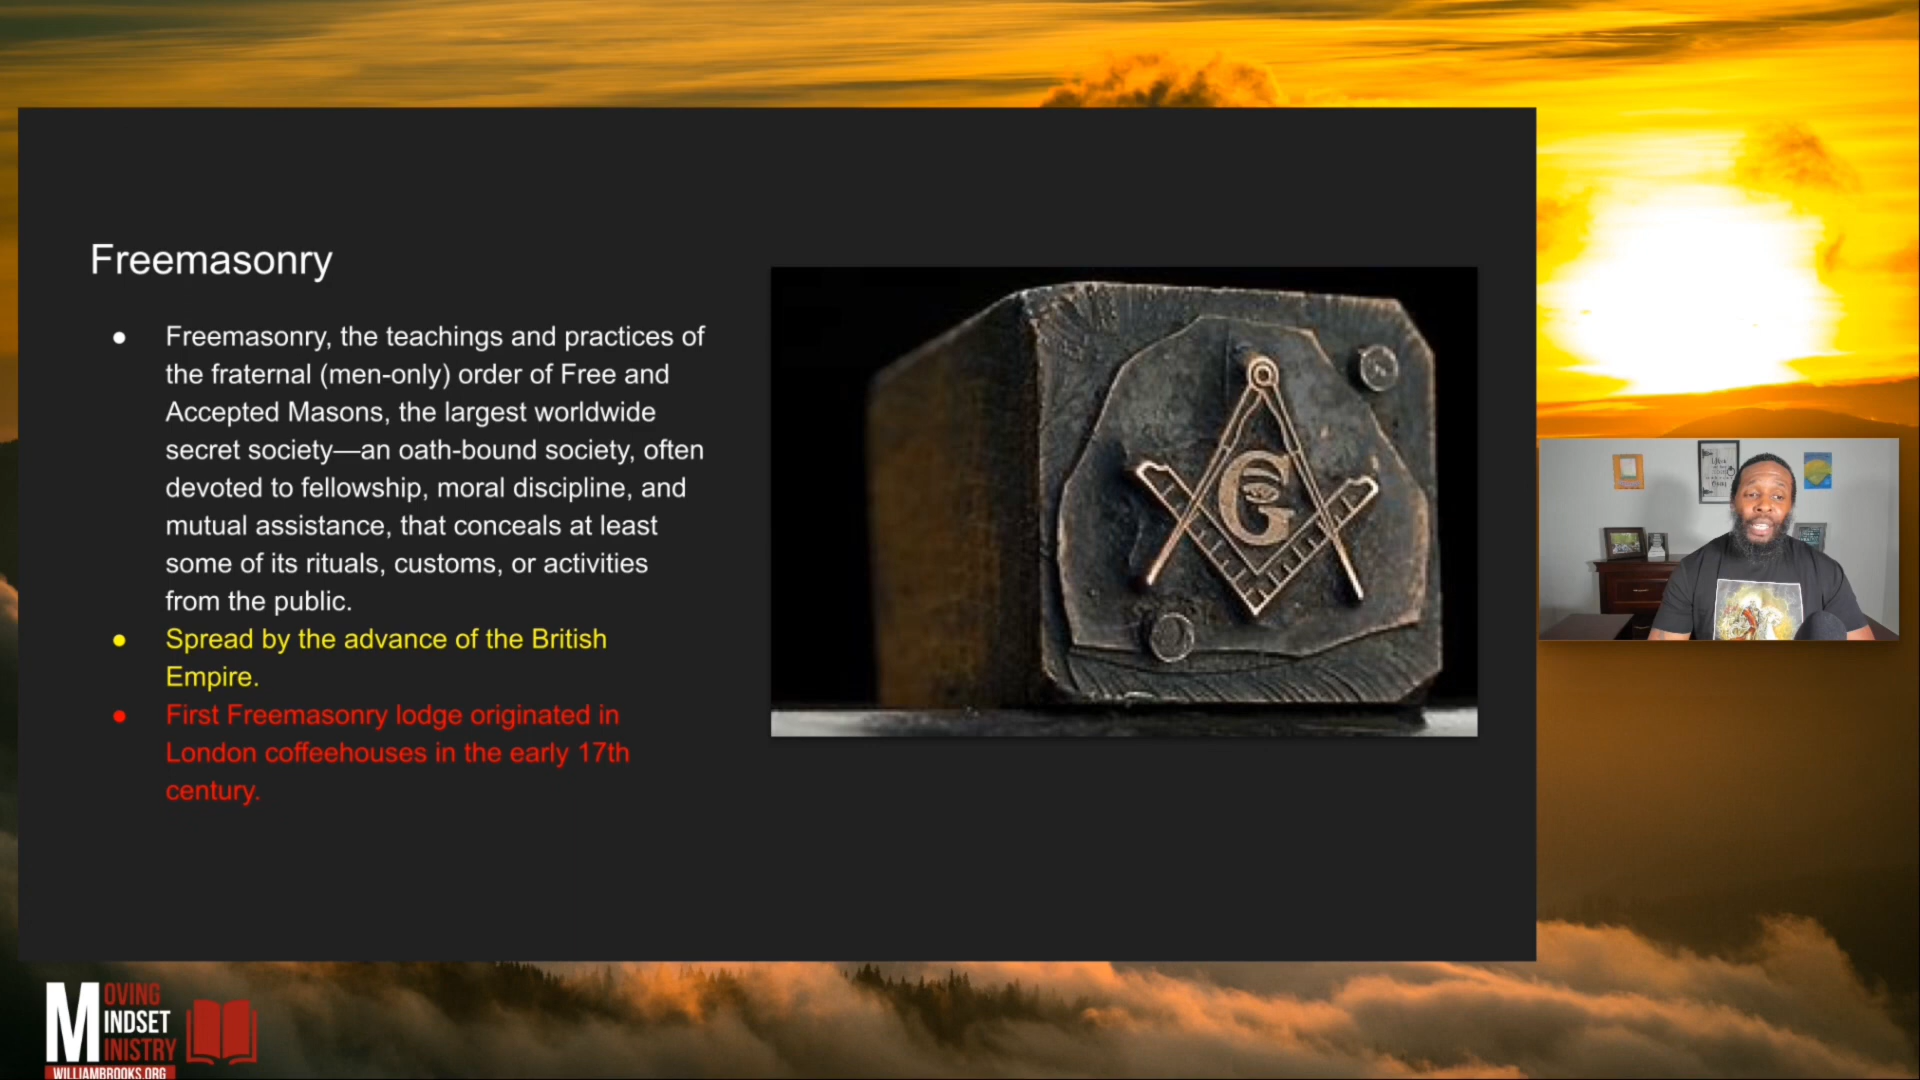 Freemasonry
● Freemasonry, the teachings and practices of
the fraternal (men-only) order of Free and
Accepted Masons, the largest worldwide
secret society—an oath-bound society, often
devoted to fellowship, moral discipline, and
mutual assistance, that conceals at least
some of its rituals, customs, or activities
from the public.
● Spread by the advance of the British
Empire.
● First Freemasonry lodge originated in
London coffeehouses in the early 17th
century.
G
MOVING
MINDSET
MINISTRY
WILLIAMBROOKS.ORG